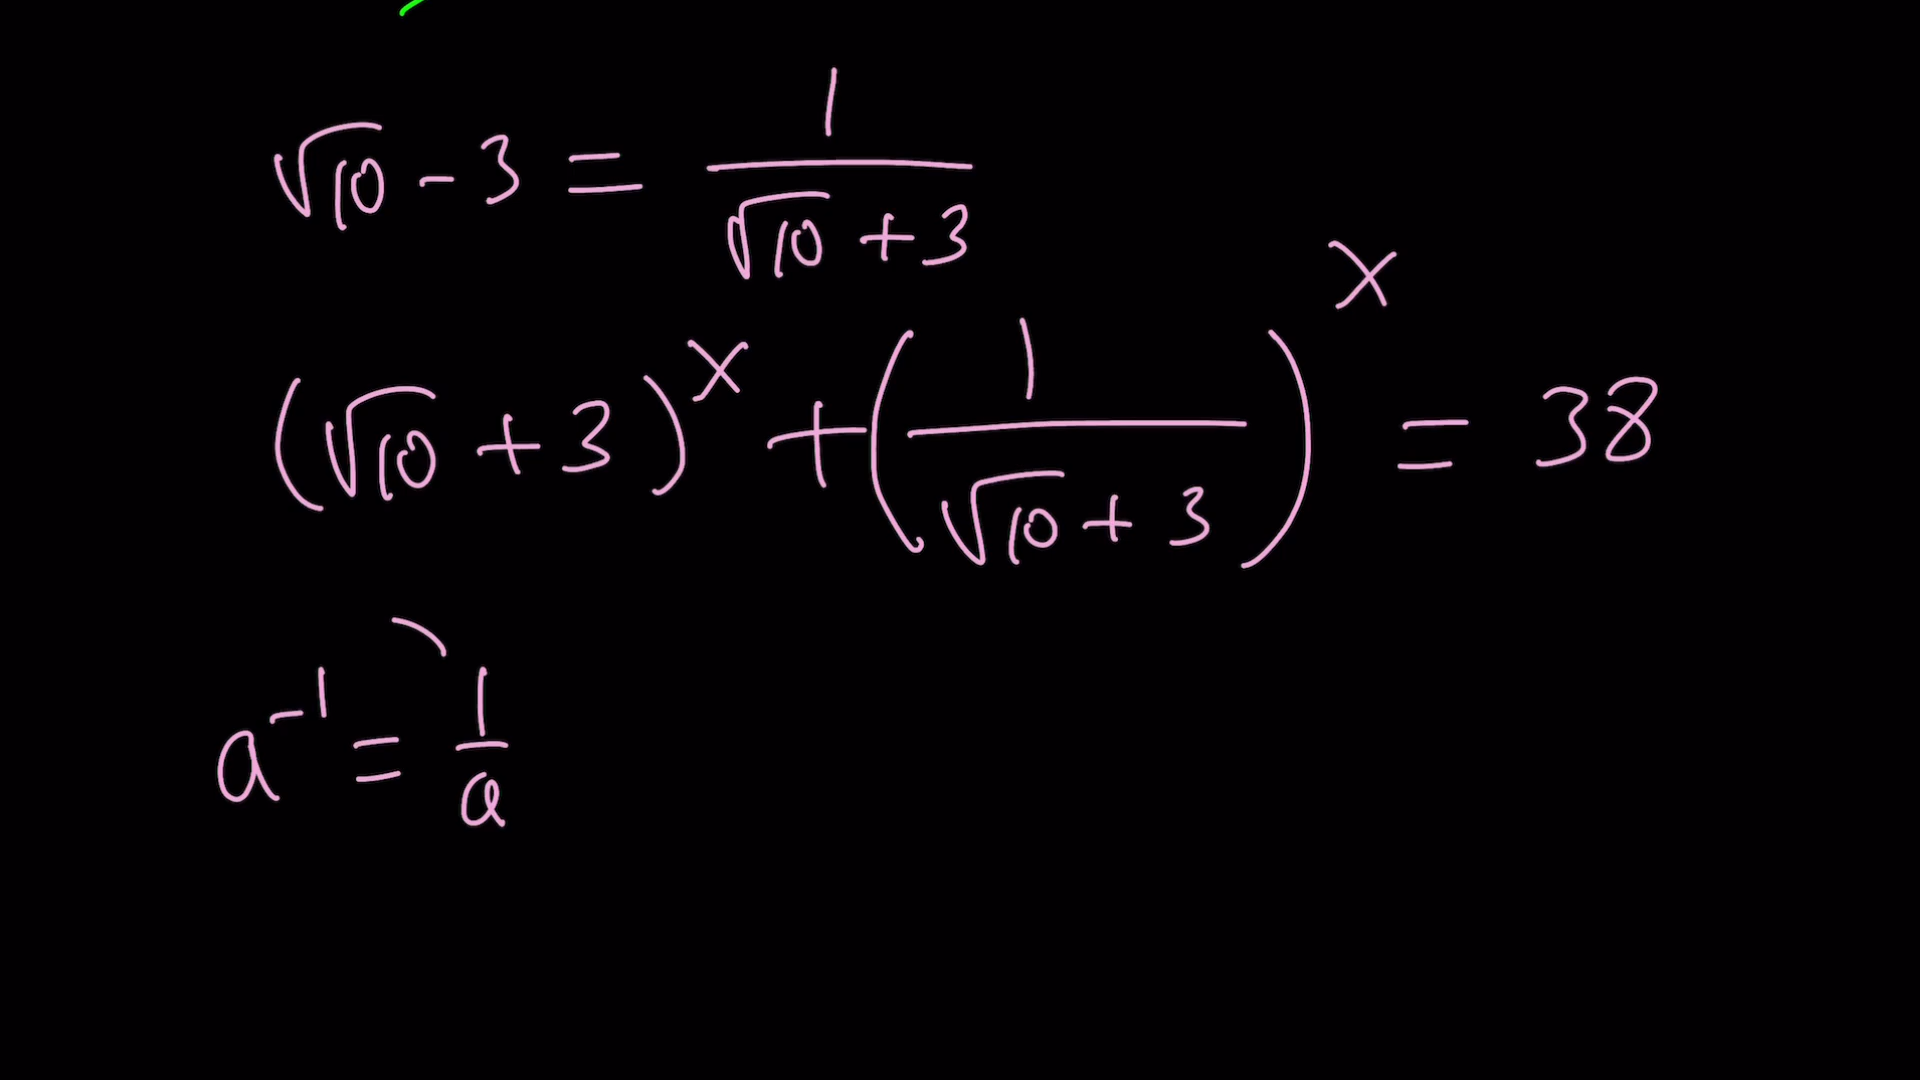 √10 - 3 = 1/(√10 + 3)
(√10 + 3)^x + (1/(√10 + 3))^x = 38
a^-1 = 1/a